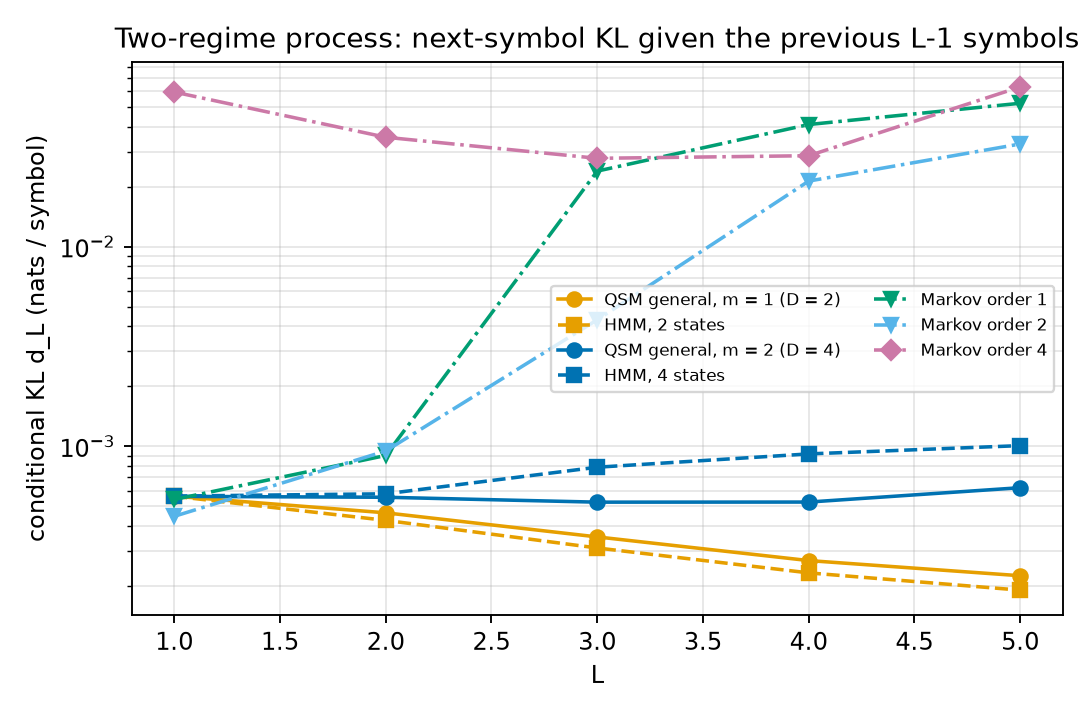 Two-regime process: next-symbol KL given the previous L-1 symbols
conditional KL d_L (nats / symbol)
10⁻²
10⁻³
QSM general, m = 1 (D = 2)
HMM, 2 states
QSM general, m = 2 (D = 4)
HMM, 4 states
Markov order 1
Markov order 2
Markov order 4
1.0 1.5 2.0 2.5 3.0 3.5 4.0 4.5 5.0
L